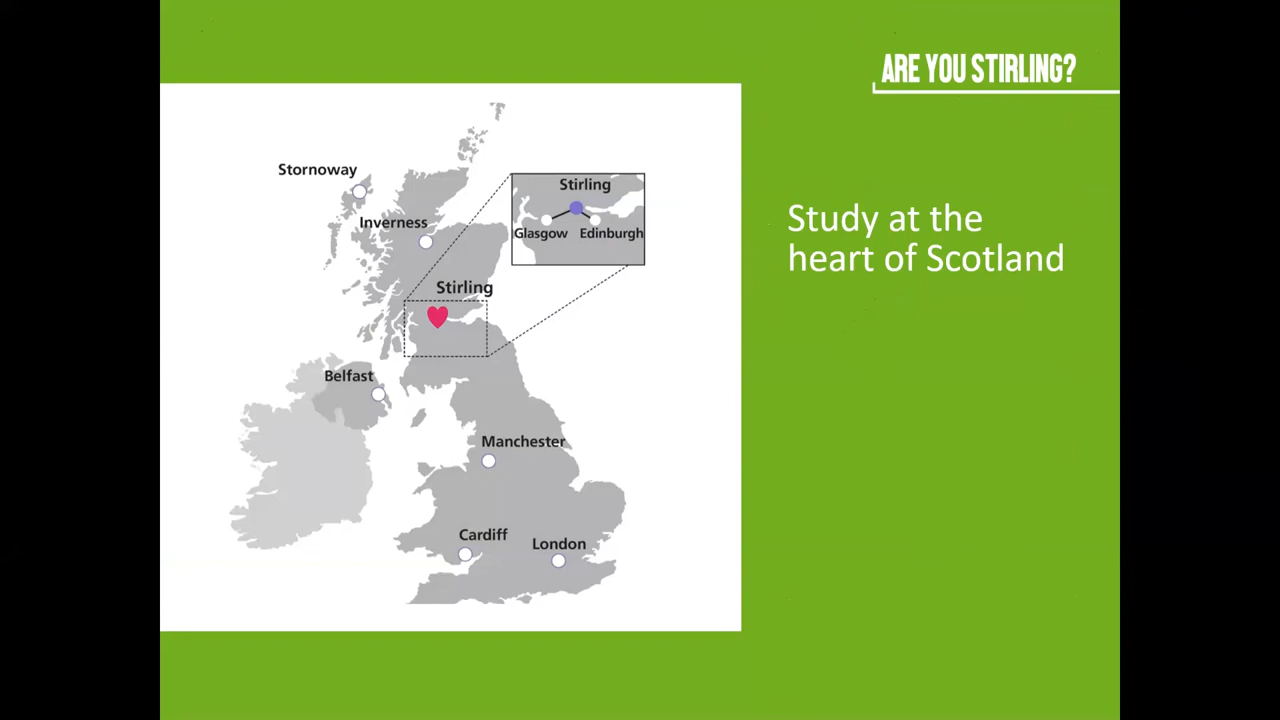 ARE YOU STIRLING?
Study at the
heart of Scotland
Stornoway
Inverness
Stirling
Stirling
Glasgow
Edinburgh
Belfast
Manchester
Cardiff
London